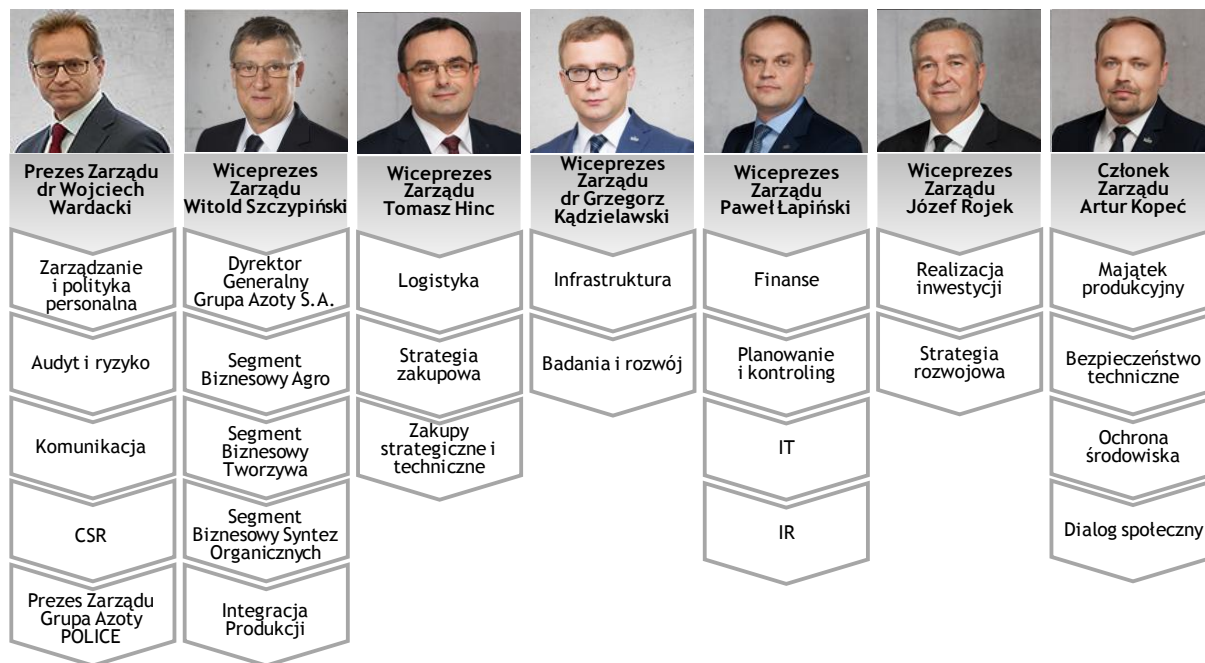 Prezes Zarządu
dr Wojciech
Wardacki
Zarządzanie
i polityka
personalna
Audyt i ryzyko
Komunikacja
CSR
Prezes Zarządu
Grupa Azoty
POLICE
Wiceprezes
Zarządu
Witold Szczypiński
Dyrektor
Generalny
Grupa Azoty S.A.
Segment
Biznesowy Agro
Segment
Biznesowy
Tworzywa
Segment
Biznesowy Syntez
Organicznych
Integracja
Produkcji
Wiceprezes
Zarządu
Tomasz Hinc
Logistyka
Strategia
zakupowa
Zakupy
strategiczne i
techniczne
Wiceprezes
Zarządu
dr Grzegorz
Kądzielawski
Infrastruktura
Badania i rozwój
Wiceprezes
Zarządu
Paweł Łapiński
Finanse
Planowanie
i kontroling
IT
IR
Wiceprezes
Zarządu
Józef Rojek
Realizacja
inwestycji
Strategia
rozwojowa
Członek
Zarządu
Artur Kopeć
Majątek
produkcyjny
Bezpieczeństwo
techniczne
Ochrona
środowiska
Dialog społeczny